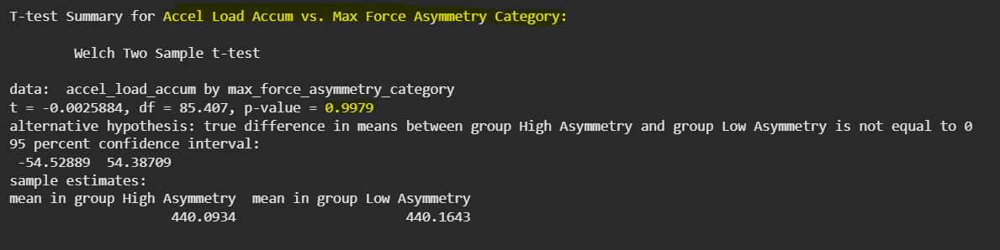 T-test Summary for Accel Load Accum vs. Max Force Asymmetry Category:
Welch Two Sample t-test
data:  accel_load_accum by max_force_asymmetry_category
t = -0.0025884, df = 85.407, p-value = 0.9979
alternative hypothesis: true difference in means between group High Asymmetry and group Low Asymmetry is not equal to 0
95 percent confidence interval:
-54.52889  54.38709
sample estimates:
mean in group High Asymmetry  mean in group Low Asymmetry
440.0934                     440.1643